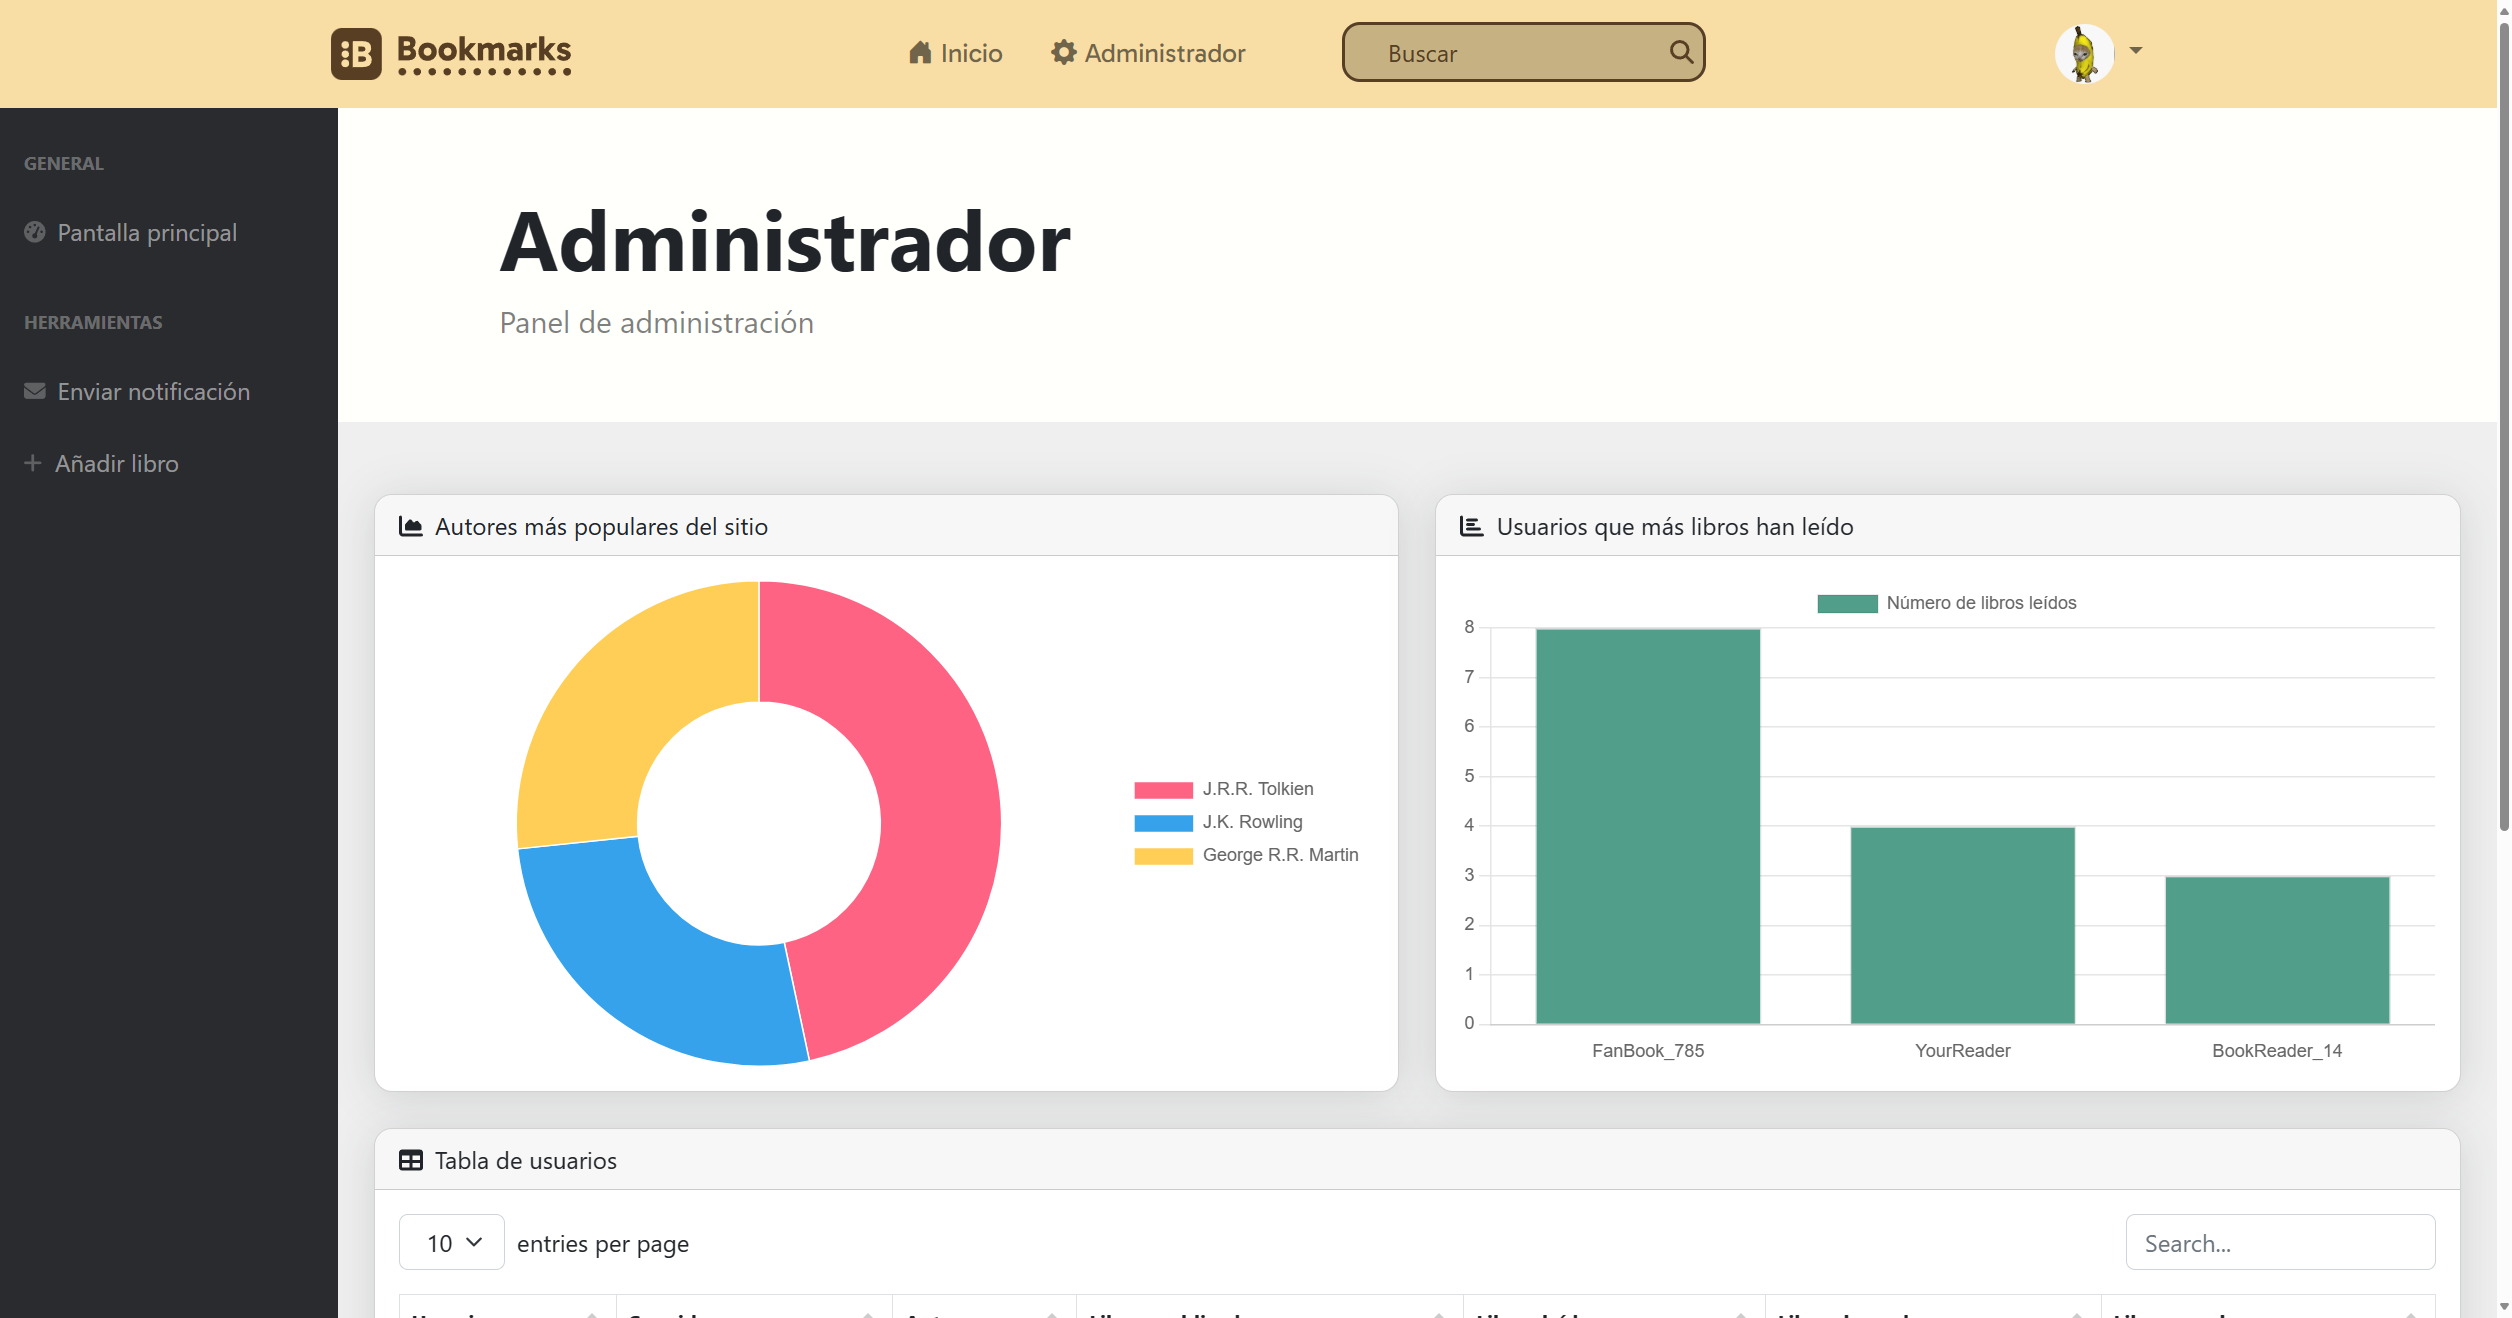 Bookmarks
Inicio
Administrador
Buscar
GENERAL
Pantalla principal
HERRAMIENTAS
Enviar notificación
Añadir libro
Administrador
Panel de administración
Autores más populares del sitio
J.R.R. Tolkien
J.K. Rowling
George R.R. Martin
Usuarios que más libros han leído
Número de libros leídos
8
7
6
5
4
3
2
1
0
FanBook_785
YourReader
BookReader_14
Tabla de usuarios
10 entries per page
Search...